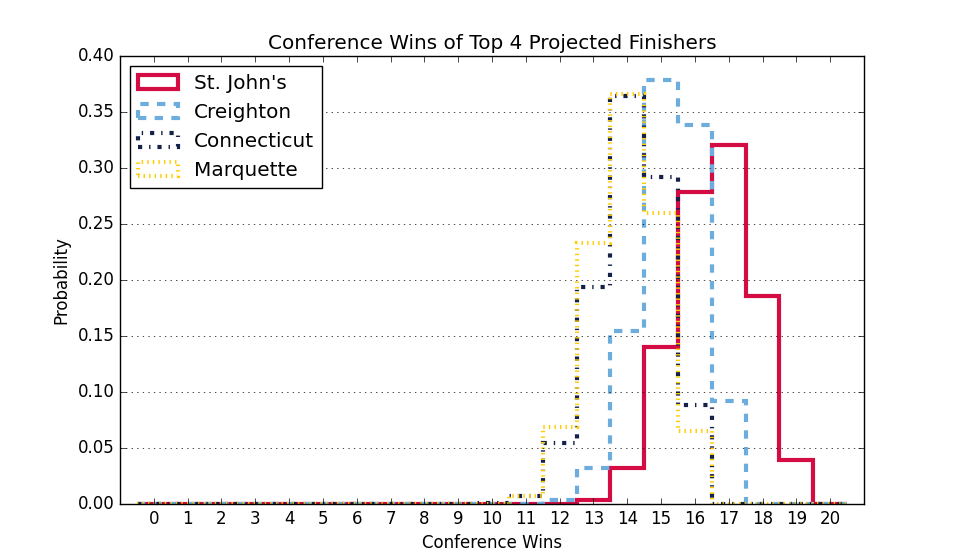 Conference Wins of Top 4 Projected Finishers
0.40
0.35
0.30
0.25
0.20
0.15
0.10
0.05
0.00
Probability
St. John's
Creighton
Connecticut
Marquette
0 1 2 3 4 5 6 7 8 9 10 11 12 13 14 15 16 17 18 19 20
Conference Wins